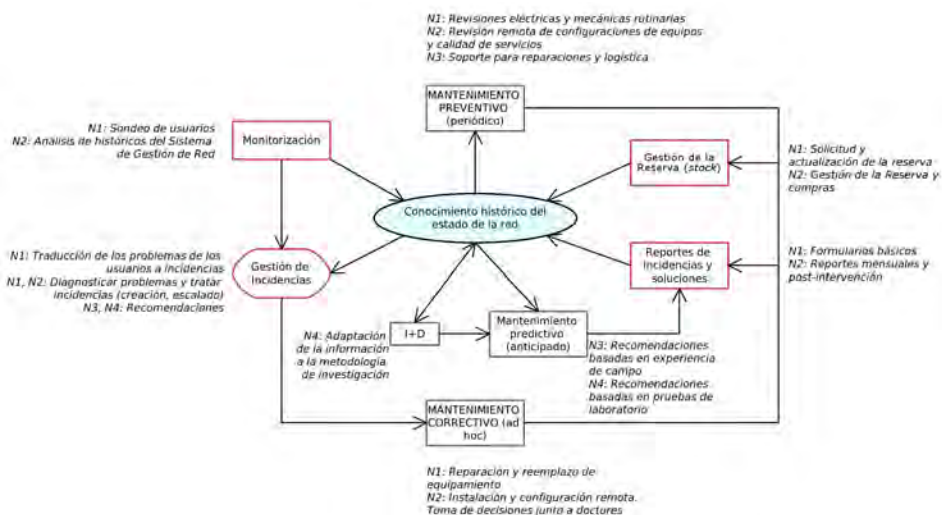 N1: Revisiones eléctricas y mecánicas rutinarias
N2: Revisión remota de configuraciones de equipos
y calidad de servicios
N3: Soporte para reparaciones y logística
MANTENIMIENTO
PREVENTIVO
(periódico)
N1: Sondeo de usuarios
N2: Análisis de históricos del Sistema
de Gestión de Red
Monitorización
Gestión de la
Reserva (stock)
N1: Solicitud y
actualización de la reserva
N2: Gestión de la Reserva y
compras
Conocimiento histórico del
estado de la red
N1: Traducción de los problemas de los
usuarios a incidencias
N1, N2: Diagnosticar problemas y tratar
incidencias (creación, escalado)
N3, N4: Recomendaciones
Gestión de
Incidencias
Reportes de
Incidencias y
soluciones
N1: Formularios básicos
N2: Reportes mensuales y
post-intervención
N4: Adaptación
de la información
a la metodología
de investigación
I+D
Mantenimiento
predictivo
(anticipado)
N3: Recomendaciones
basadas en experiencia
de campo
N4: Recomendaciones
basadas en pruebas de
laboratorio
MANTENIMIENTO
CORRECTIVO (ad
hoc)
N1: Reparación y reemplazo de
equipamiento
N2: Instalación y configuración remota.
Toma de decisiones junto a doctores